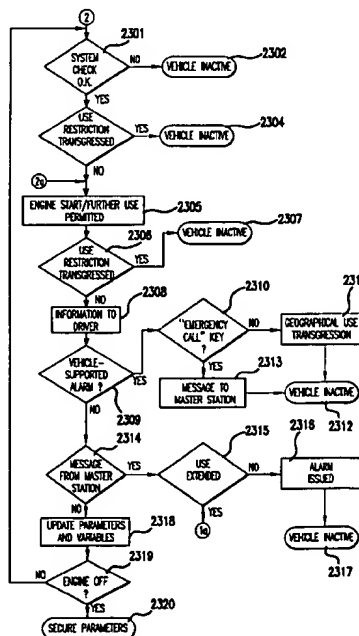 2
2301
SYSTEM
CHECK
O.K.
NO
VEHICLE INACTIVE
2302
YES
USE
RESTRICTION
TRANSGRESSED
YES
VEHICLE INACTIVE
2304
NO
ENGINE START/FURTHER USE
PERMITTED
2305
2306
2307
USE
RESTRICTION
TRANSGRESSED
YES
VEHICLE INACTIVE
NO
INFORMATION TO
DRIVER
2308
2310
"EMERGENCY
CALL" KEY
?
NO
GEOGRAPHICAL USE
TRANSGRESSION
VEHICLE-
SUPPORTED
ALARM ?
YES
2309
YES
2313
MESSAGE TO
MASTER STATION
VEHICLE INACTIVE
2312
NO
2314
2315
MESSAGE
FROM MASTER
STATION
YES
USE
EXTENDED
NO
ALARM
ISSUED
2316
YES
NO
UPDATE PARAMETERS
AND VARIABLES
2318
VEHICLE INACTIVE
2317
2319
ENGINE OFF
?
NO
YES
2320
SECURE PARAMETERS